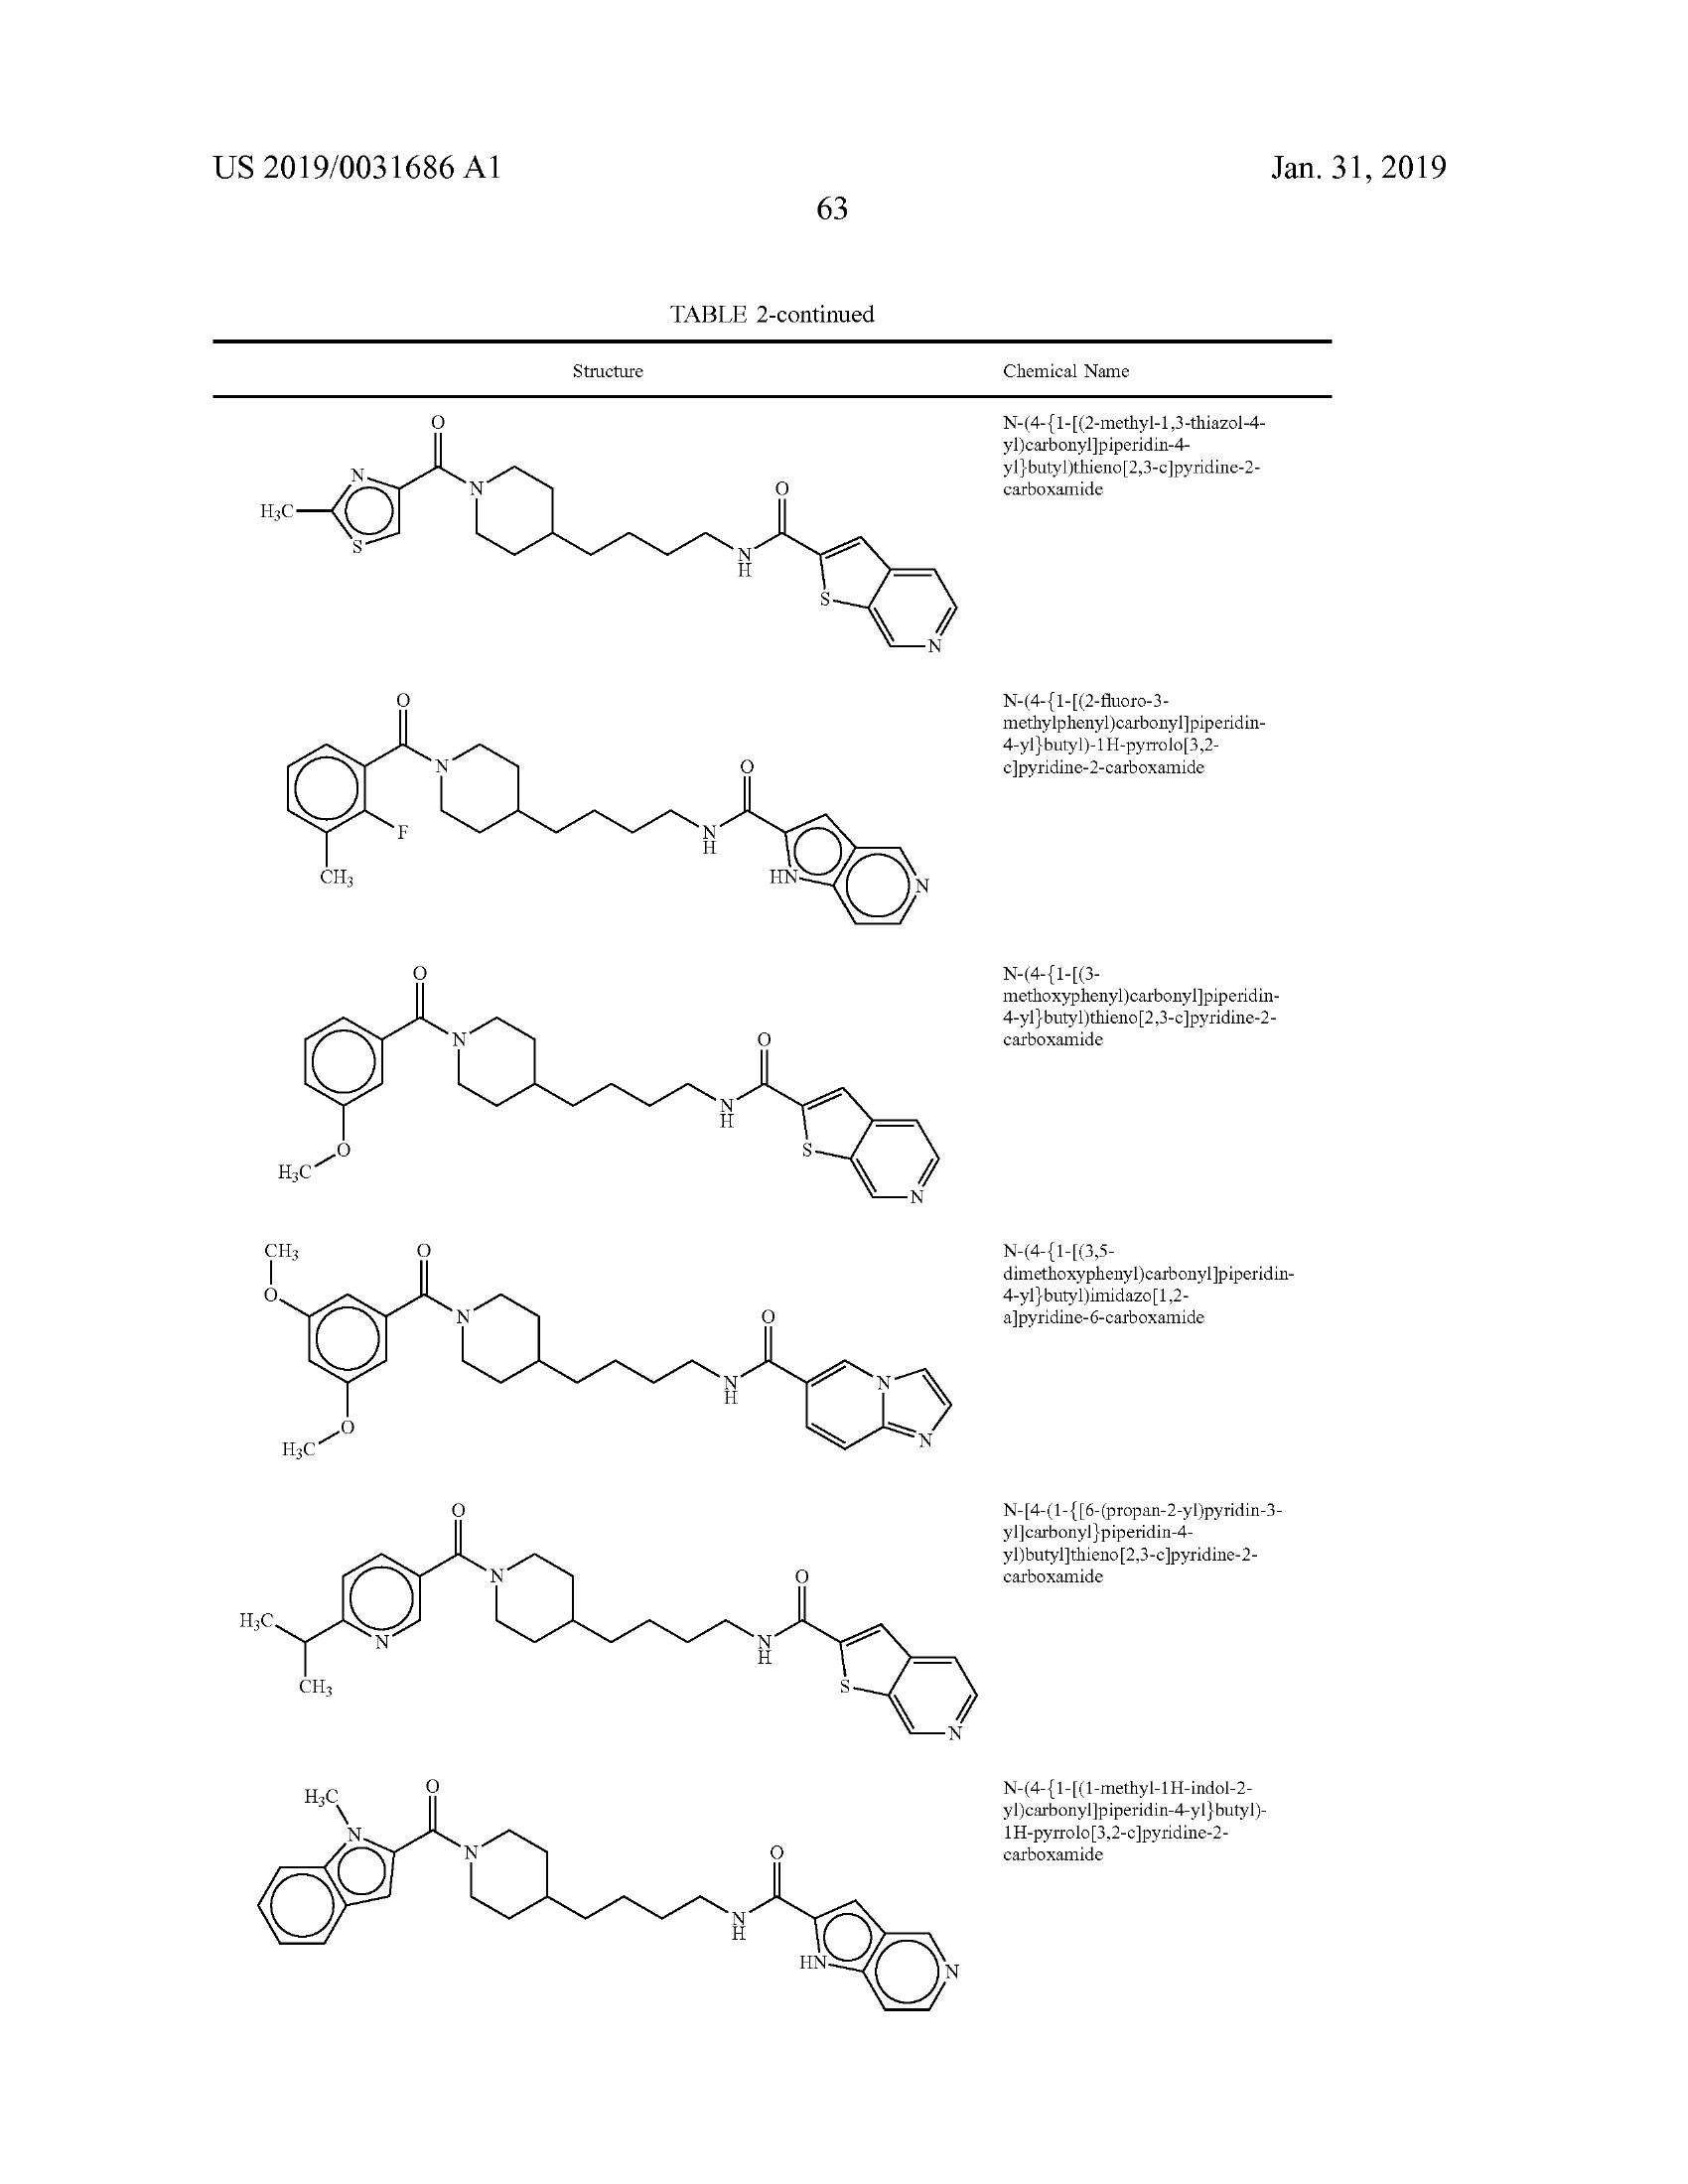 US 2019/0031686 A1
Jan. 31, 2019
63
TABLE 2-continued
Structure
Chemical Name
O
N
N
H₃C
S
O
N
H
S
N
N-(4-{1-[(2-methyl-1,3-thiazol-4-
yl)carbonyl]piperidin-4-
yl}butyl)thieno[2,3-c]pyridine-2-
carboxamide
O
N
F
CH₃
O
N
H
HN
N
N-(4-{1-[(2-fluoro-3-
methylphenyl)carbonyl]piperidin-
4-yl}butyl)-1H-pyrrolo[3,2-
c]pyridine-2-carboxamide
O
N
O
H₃C
O
N
H
S
N
N-(4-{1-[(3-
methoxyphenyl)carbonyl]piperidin-
4-yl}butyl)thieno[2,3-c]pyridine-2-
carboxamide
CH₃
O
O
N
O
H₃C
O
N
H
N
N
N-(4-{1-[(3,5-
dimethoxyphenyl)carbonyl]piperidin-
4-yl}butyl)imidazo[1,2-
a]pyridine-6-carboxamide
O
N
H₃C
N
CH₃
O
N
H
S
N
N-[4-(1-{[6-(propan-2-yl)pyridin-3-
yl]carbonyl}piperidin-4-
yl)butyl]thieno[2,3-c]pyridine-2-
carboxamide
H₃C
O
N
N
O
N
H
HN
N
N-(4-{1-[(1-methyl-1H-indol-2-
yl)carbonyl]piperidin-4-yl}butyl)-
1H-pyrrolo[3,2-c]pyridine-2-
carboxamide